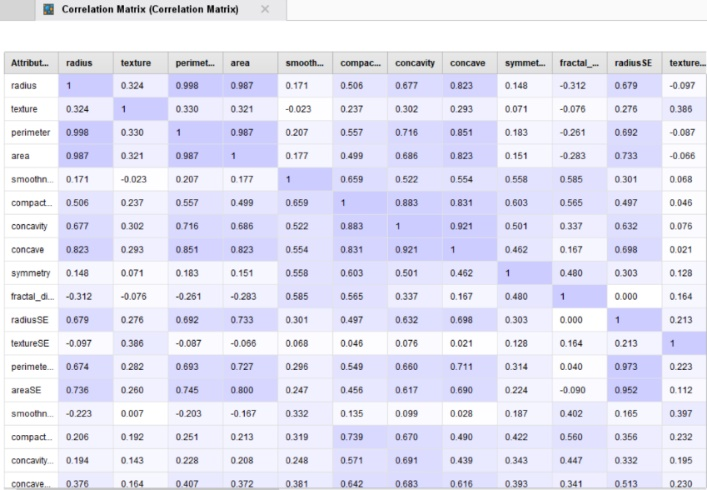 Correlation Matrix (Correlation Matrix)
Attribut... radius texture perimet... area smooth... compac... concavity concave symmet... fractal_... radiusSE texture...
radius 1 0.324 0.998 0.987 0.171 0.506 0.677 0.823 0.148 -0.312 0.679 -0.097
texture 0.324 1 0.330 0.321 -0.023 0.237 0.302 0.293 0.071 -0.076 0.276 0.386
perimeter 0.998 0.330 1 0.987 0.207 0.557 0.716 0.851 0.183 -0.261 0.692 -0.087
area 0.987 0.321 0.987 1 0.177 0.499 0.686 0.823 0.151 -0.283 0.733 -0.066
smoothn... 0.171 -0.023 0.207 0.177 1 0.659 0.522 0.554 0.558 0.585 0.301 0.068
compact... 0.506 0.237 0.557 0.499 0.659 1 0.883 0.831 0.603 0.565 0.497 0.046
concavity 0.677 0.302 0.716 0.686 0.522 0.883 1 0.921 0.501 0.337 0.632 0.076
concave 0.823 0.293 0.851 0.823 0.554 0.831 0.921 1 0.462 0.167 0.698 0.021
symmetry 0.148 0.071 0.183 0.151 0.558 0.603 0.501 0.462 1 0.480 0.303 0.128
fractal_di... -0.312 -0.076 -0.261 -0.283 0.585 0.565 0.337 0.167 0.480 1 0.000 0.164
radiusSE 0.679 0.276 0.692 0.733 0.301 0.497 0.632 0.698 0.303 0.000 1 0.213
textureSE -0.097 0.386 -0.087 -0.066 0.068 0.046 0.076 0.021 0.128 0.164 0.213 1
perimete... 0.674 0.282 0.693 0.727 0.296 0.549 0.660 0.711 0.314 0.040 0.973 0.223
areaSE 0.736 0.260 0.745 0.800 0.247 0.456 0.617 0.690 0.224 -0.090 0.952 0.112
smoothn... -0.223 0.007 -0.203 -0.167 0.332 0.135 0.099 0.028 0.187 0.402 0.165 0.397
compact... 0.206 0.192 0.251 0.213 0.319 0.739 0.670 0.490 0.422 0.560 0.356 0.232
concavity... 0.194 0.143 0.228 0.208 0.248 0.571 0.691 0.439 0.343 0.447 0.332 0.195
concave... 0.376 0.164 0.407 0.372 0.381 0.642 0.683 0.616 0.393 0.341 0.513 0.230